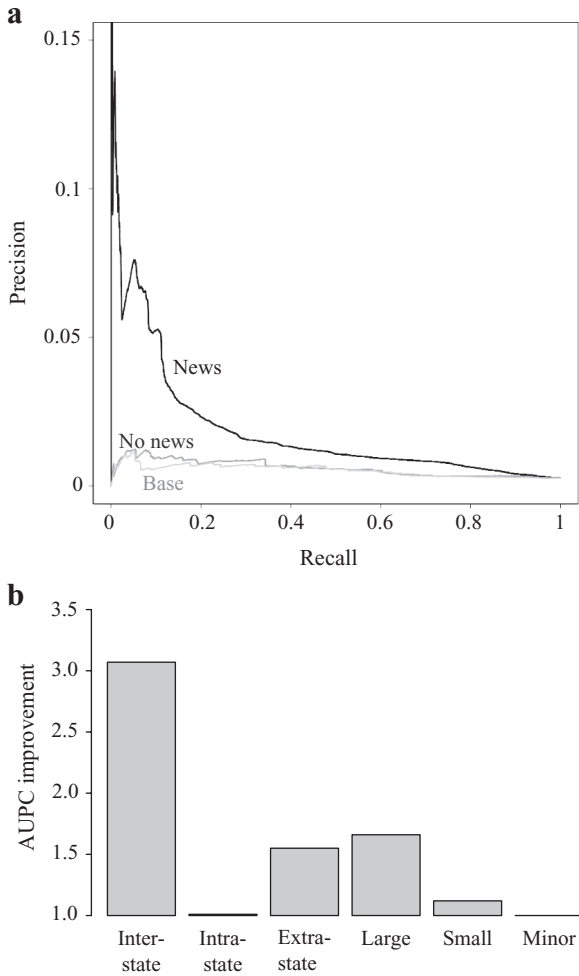 a
0.15
0.1
Precision
0.05
News
No news
Base
0
0 0.2 0.4 0.6 0.8 1
Recall
b
3.5
3.0
2.5
2.0
1.5
1.0
AUPC improvement
Inter- Intra- Extra- Large Small Minor
state state state